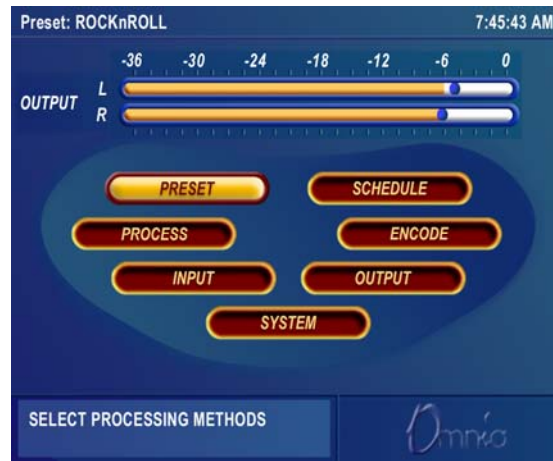 Preset: ROCKnROLL 7:45:43 AM
-36 -30 -24 -18 -12 -6 0
L
OUTPUT
R
PRESET SCHEDULE
PROCESS ENCODE
INPUT OUTPUT
SYSTEM
SELECT PROCESSING METHODS
Omnia